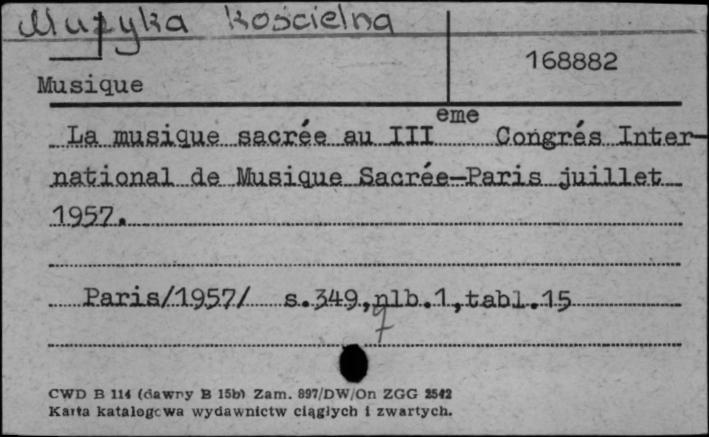 Muzyka kościelna
168882
Musique
La musique sacrée au III eme Congrés Inter-
national de Musique Sacrée-Paris juillet
1957.
Paris/1957/ s.349,nlb.1,tabl.15
CWD B 114 (dawny B 15b) Zam. 897/DW/On ZGG 2542
Karta katalogowa wydawnictw ciągłych i zwartych.